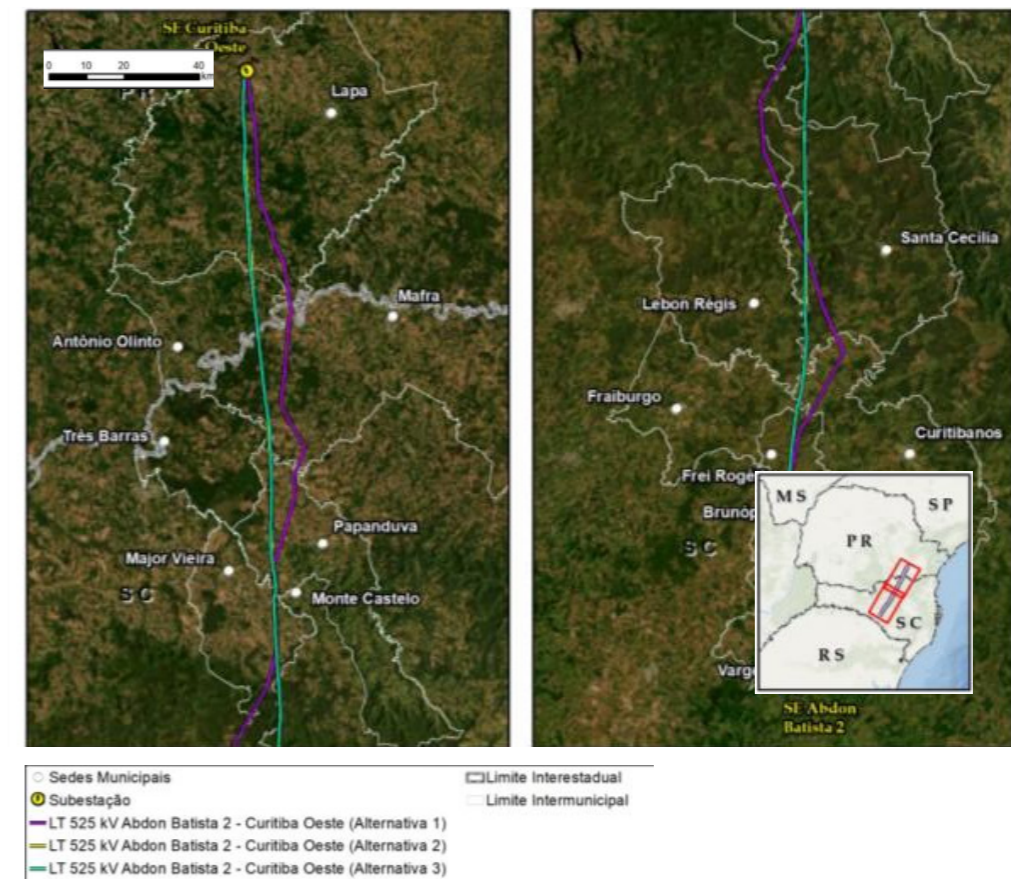 SE Curitiba
Oeste
0 10 20 40
km
Lapa
Mafra
Antônio Olinto
Três Barras
Papanduva
Major Vieira
SC
Monte Castelo
Santa Cecília
Lebon Régis
Fraiburgo
Curitibanos
Frei Roge
Brunóp
SC
Varge
SE Abdon
Batista 2
MS
SP
PR
SC
RS
Sedes Municipais
Subestação
LT 525 kV Abdon Batista 2 - Curitiba Oeste (Alternativa 1)
LT 525 kV Abdon Batista 2 - Curitiba Oeste (Alternativa 2)
LT 525 kV Abdon Batista 2 - Curitiba Oeste (Alternativa 3)
Limite Interestadual
Limite Intermunicipal